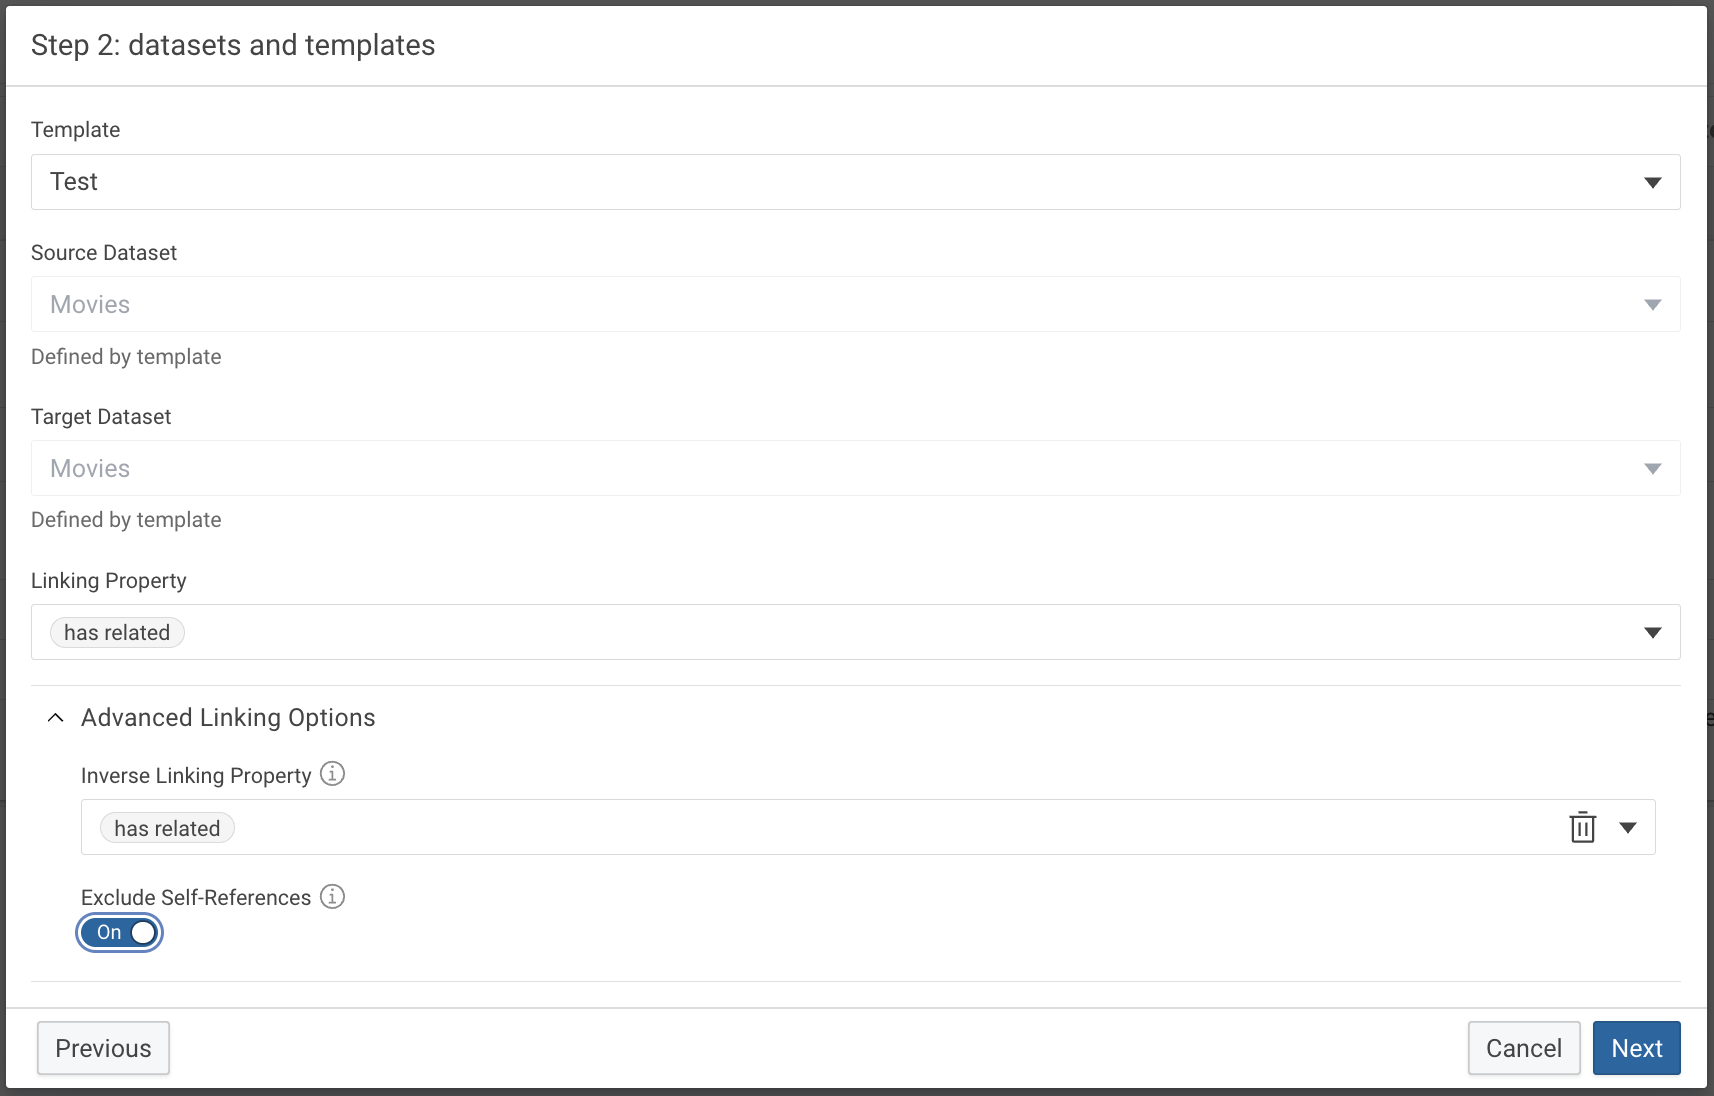 Step 2: datasets and templates
Template
Test
Source Dataset
Movies
Defined by template
Target Dataset
Movies
Defined by template
Linking Property
has related
Advanced Linking Options
Inverse Linking Property
has related
Exclude Self-References
On
Previous
Cancel
Next